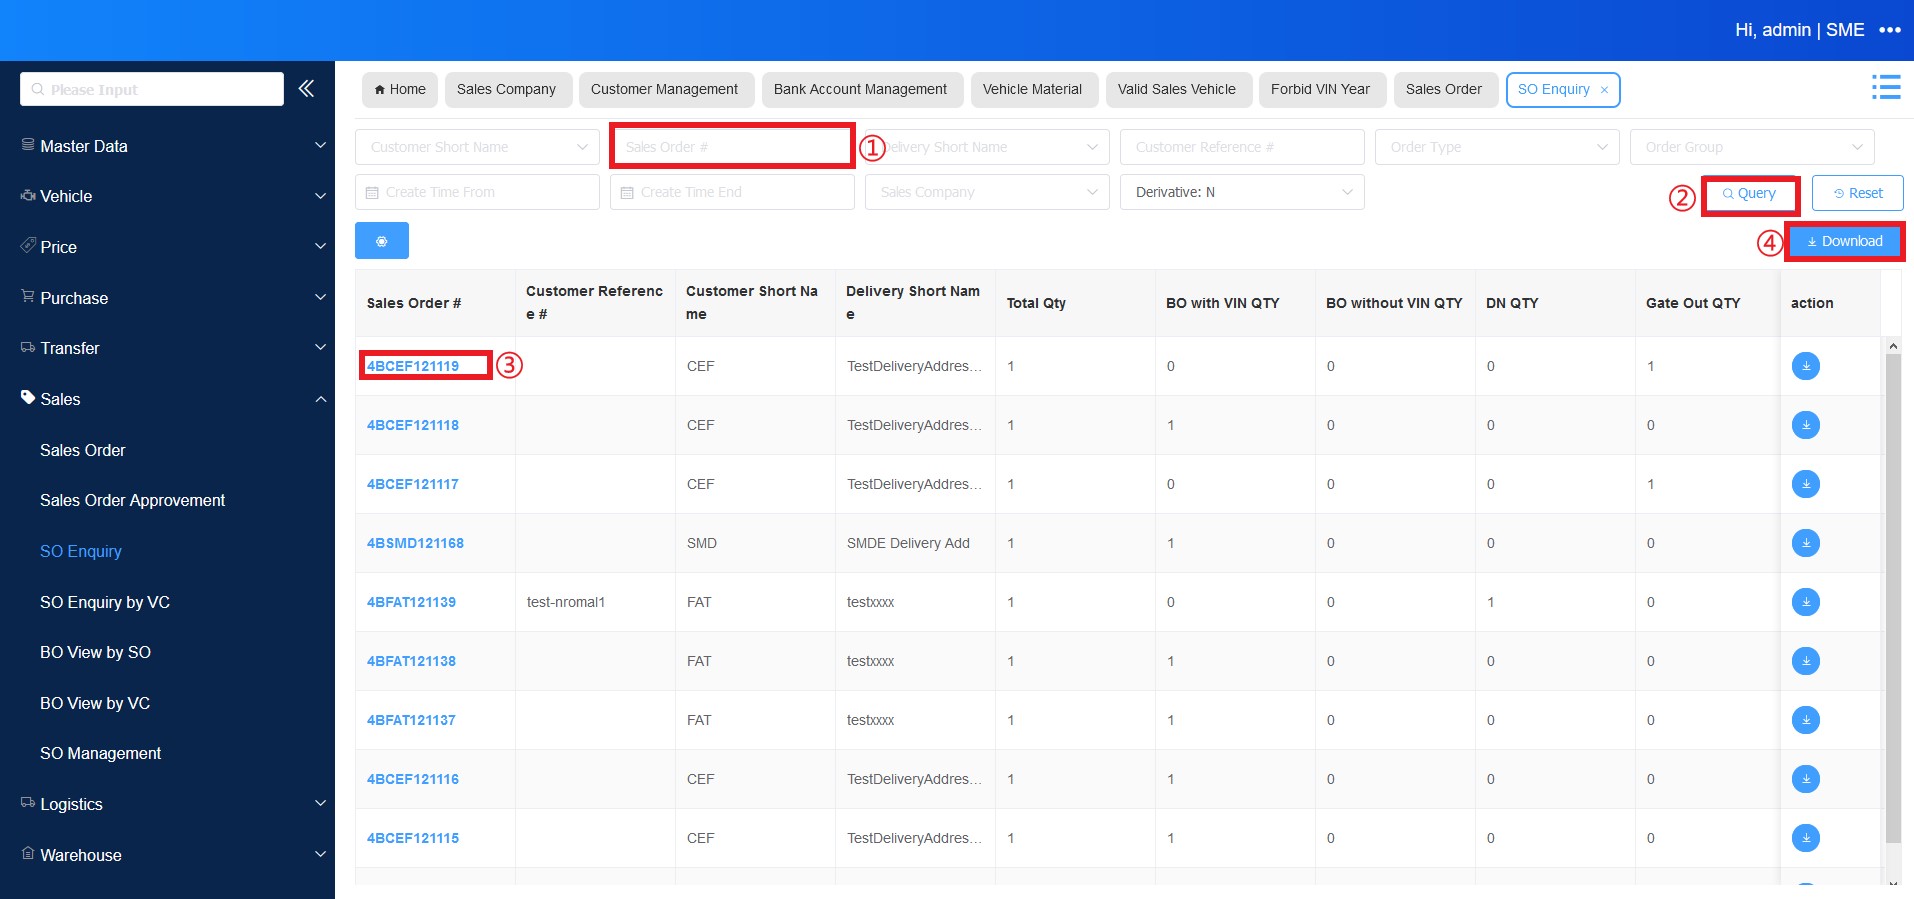 Hi, admin | SME •••
Please Input
Master Data
Vehicle
Price
Purchase
Transfer
Sales
Sales Order
Sales Order Approvement
SO Enquiry
SO Enquiry by VC
BO View by SO
BO View by VC
SO Management
Logistics
Warehouse
Home Sales Company Customer Management Bank Account Management Vehicle Material Valid Sales Vehicle Forbid VIN Year Sales Order SO Enquiry ×
Customer Short Name Sales Order # ① Delivery Short Name Customer Reference # Order Type Order Group
Create Time From Create Time End Sales Company Derivative: N ② Query Reset
④ Download
Sales Order # Customer Referenc Customer Short Na Delivery Short Nam Total Qty BO with VIN QTY BO without VIN QTY DN QTY Gate Out QTY action
e # me e
4BCEF121119 ③ CEF TestDeliveryAddres... 1 0 0 0 1
4BCEF121118 CEF TestDeliveryAddres... 1 1 0 0 0
4BCEF121117 CEF TestDeliveryAddres... 1 0 0 0 1
4BSMD121168 SMD SMDE Delivery Add 1 1 0 0 0
4BFAT121139 test-nromal1 FAT testxxxx 1 0 0 1 0
4BFAT121138 FAT testxxxx 1 1 0 0 0
4BFAT121137 FAT testxxxx 1 1 0 0 0
4BCEF121116 CEF TestDeliveryAddres... 1 1 0 0 0
4BCEF121115 CEF TestDeliveryAddres... 1 1 0 0 0